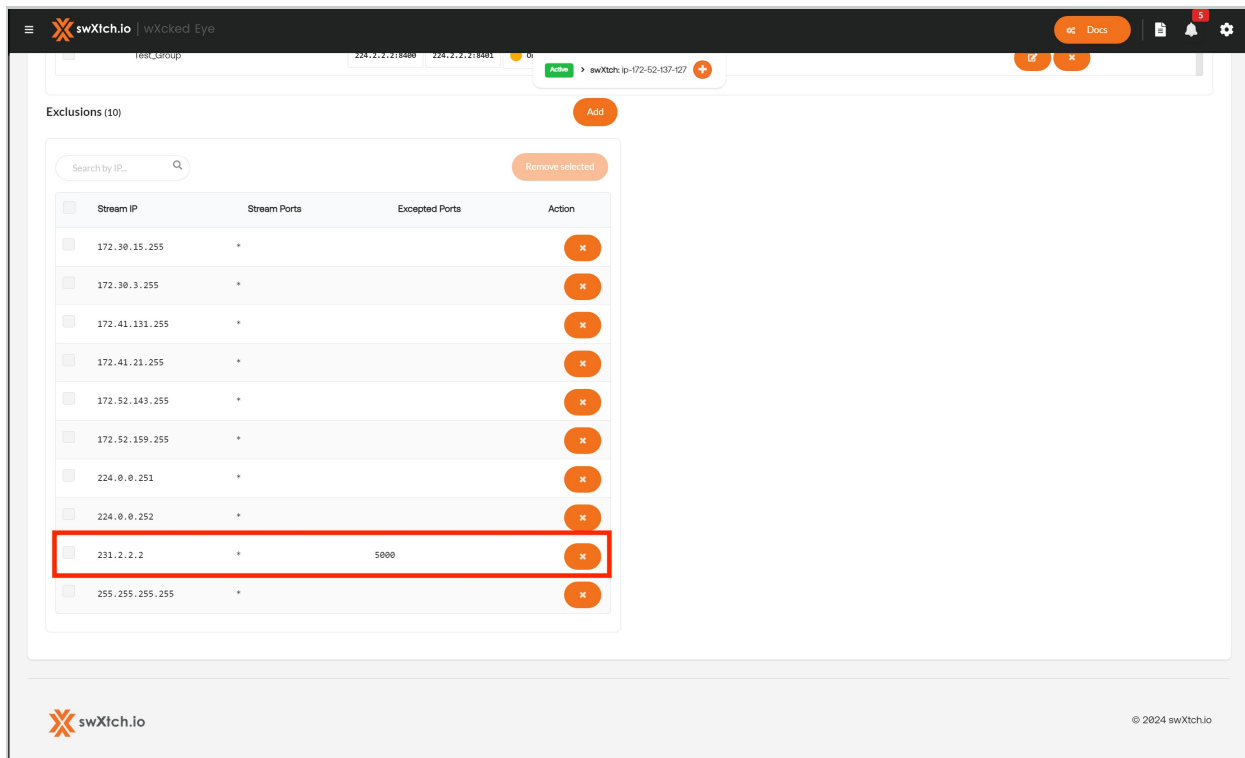 swXtch.io | wXcked Eye
Docs
5
Test_Group 224.2.2.2:8400 224.2.2.2:8401
Active > swXtch: ip-172-52-137-127
Exclusions (10)
Add
Search by IP...
Remove selected
Stream IP Stream Ports Excepted Ports Action
172.30.15.255 *
172.30.3.255 *
172.41.131.255 *
172.41.21.255 *
172.52.143.255 *
172.52.159.255 *
224.0.0.251 *
224.0.0.252 *
231.2.2.2 * 5000
255.255.255.255 *
swXtch.io
© 2024 swXtch.io